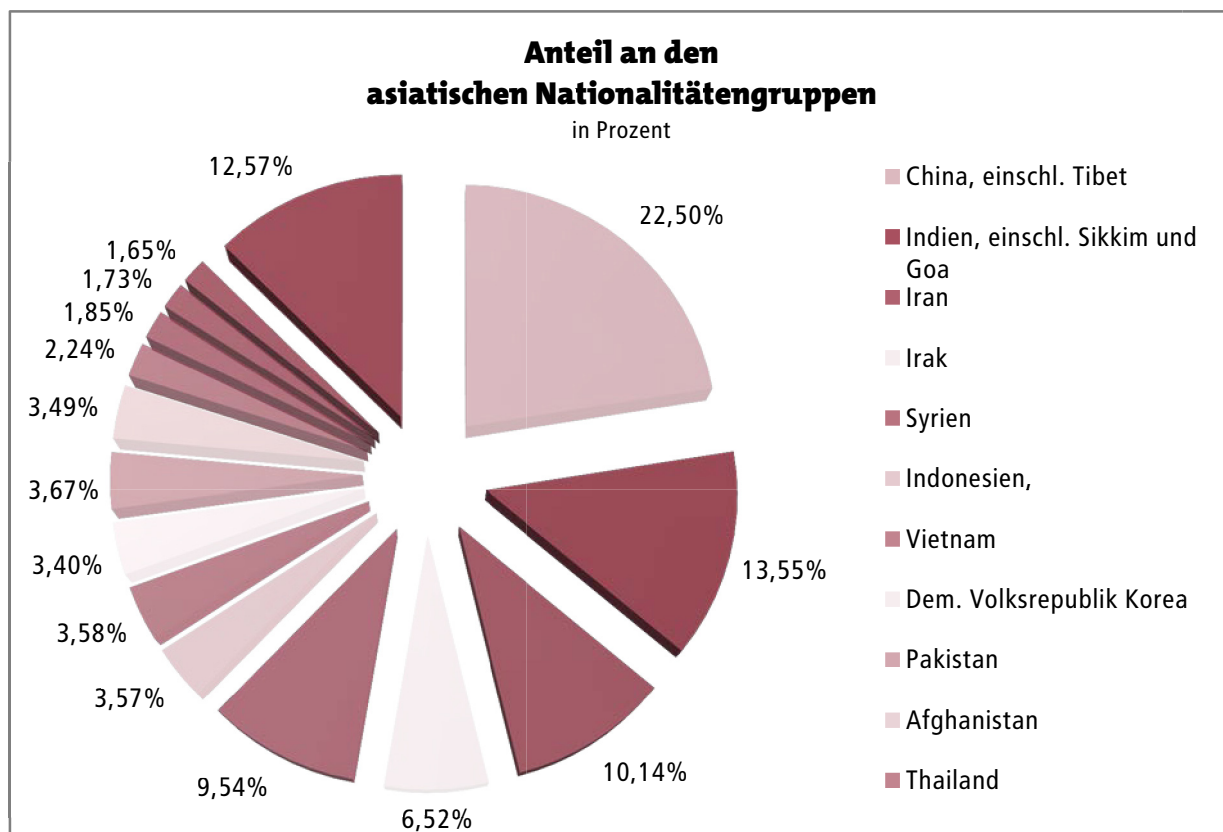 Anteil an den
asiatischen Nationalitätengruppen
in Prozent
12,57%
22,50%
1,65%
1,73%
1,85%
2,24%
3,49%
3,67%
3,40%
3,58%
3,57%
9,54%
6,52%
10,14%
13,55%
China, einschl. Tibet
Indien, einschl. Sikkim und
Goa
Iran
Irak
Syrien
Indonesien,
Vietnam
Dem. Volksrepublik Korea
Pakistan
Afghanistan
Thailand